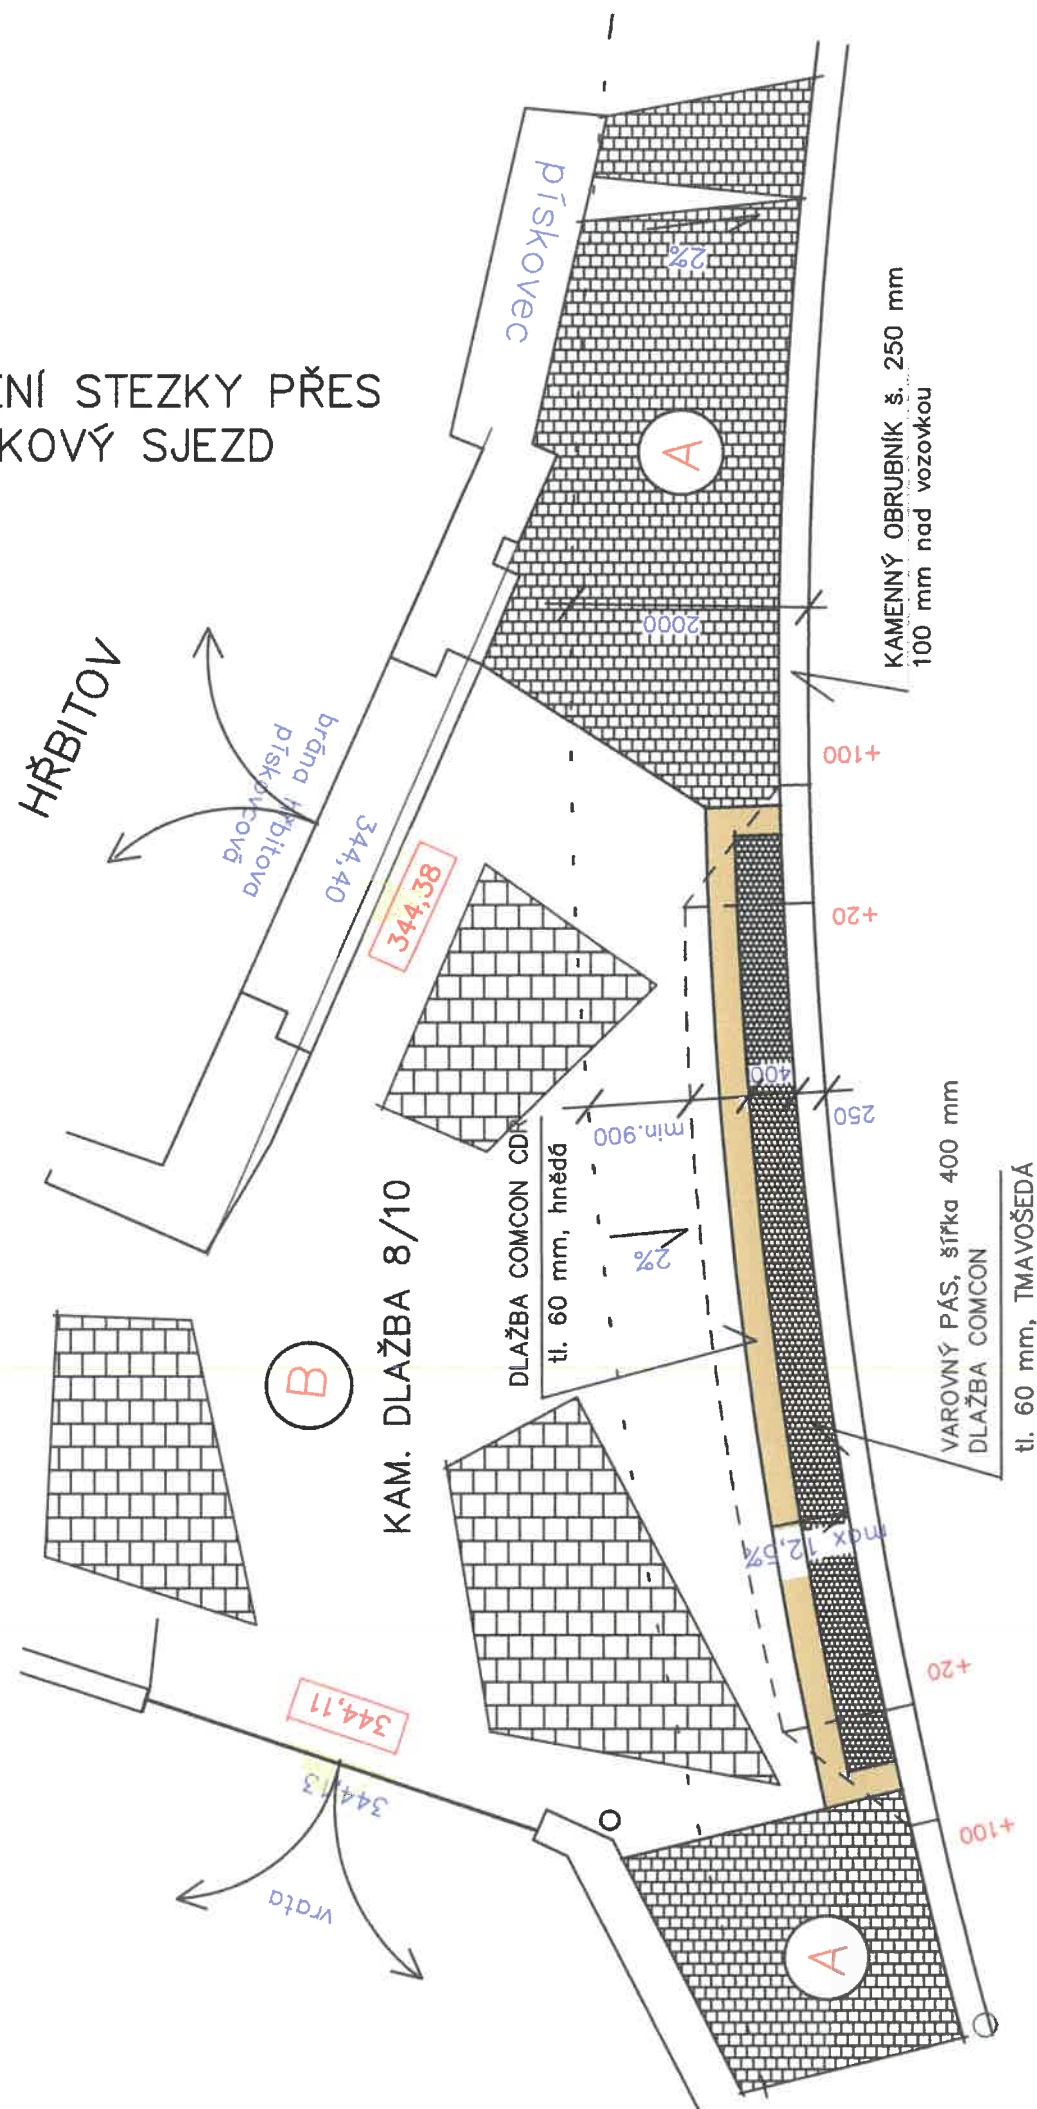 ENÍ STEZKY PŘES
KOVÝ SJEZD
pískovec
2%
A
2000
KAMENNÝ OBRUBNÍK š. 250 mm
100 mm nad vozovkou
HŘBITOV
brána hřbitova
pískovcová
344,40
344,38
+100
+20
400
250
min.900
2%
DLAŽBA COMCON CDR
tl. 60 mm, hnědá
KAM. DLAŽBA 8/10
B
VAROVNÝ PÁS, šířka 400 mm
DLAŽBA COMCON
tl. 60 mm, TMAVOŠEDÁ
max 12,5%
344,11
344,13
vrata
+20
+100
A